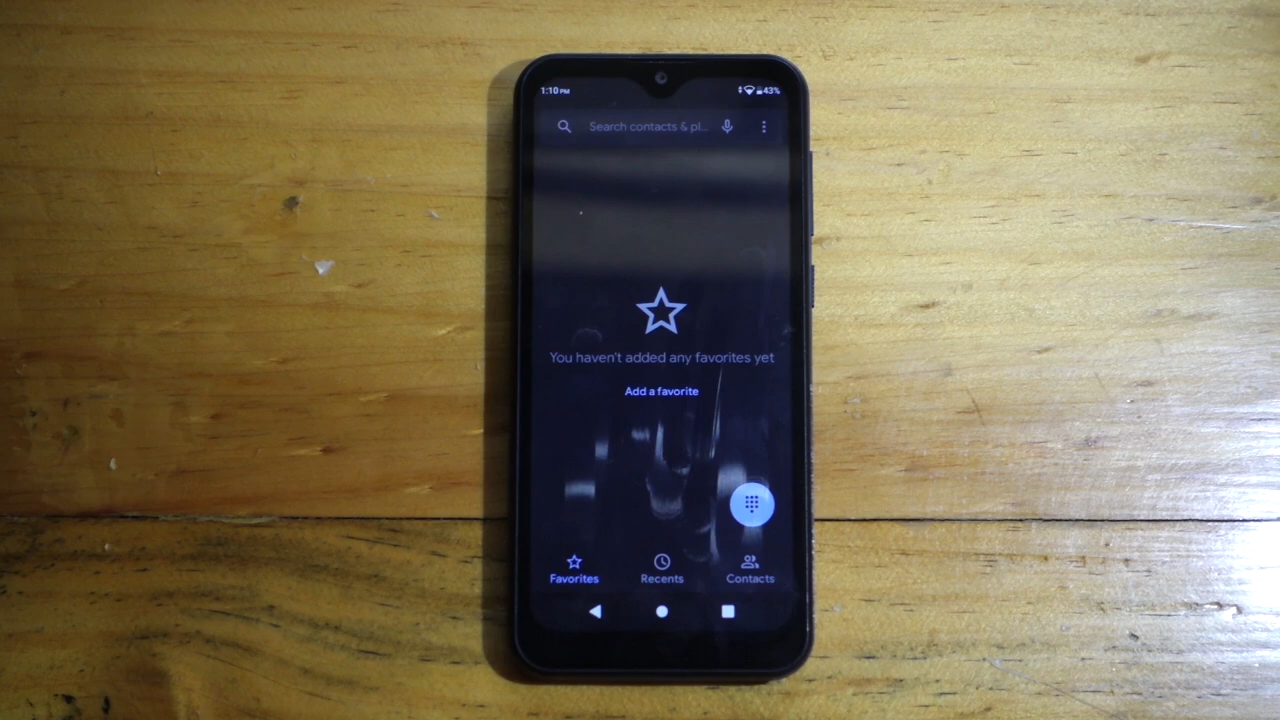 1:10 PM 43%
Search contacts & pl...
You haven't added any favorites yet
Add a favorite
Favorites Recents Contacts